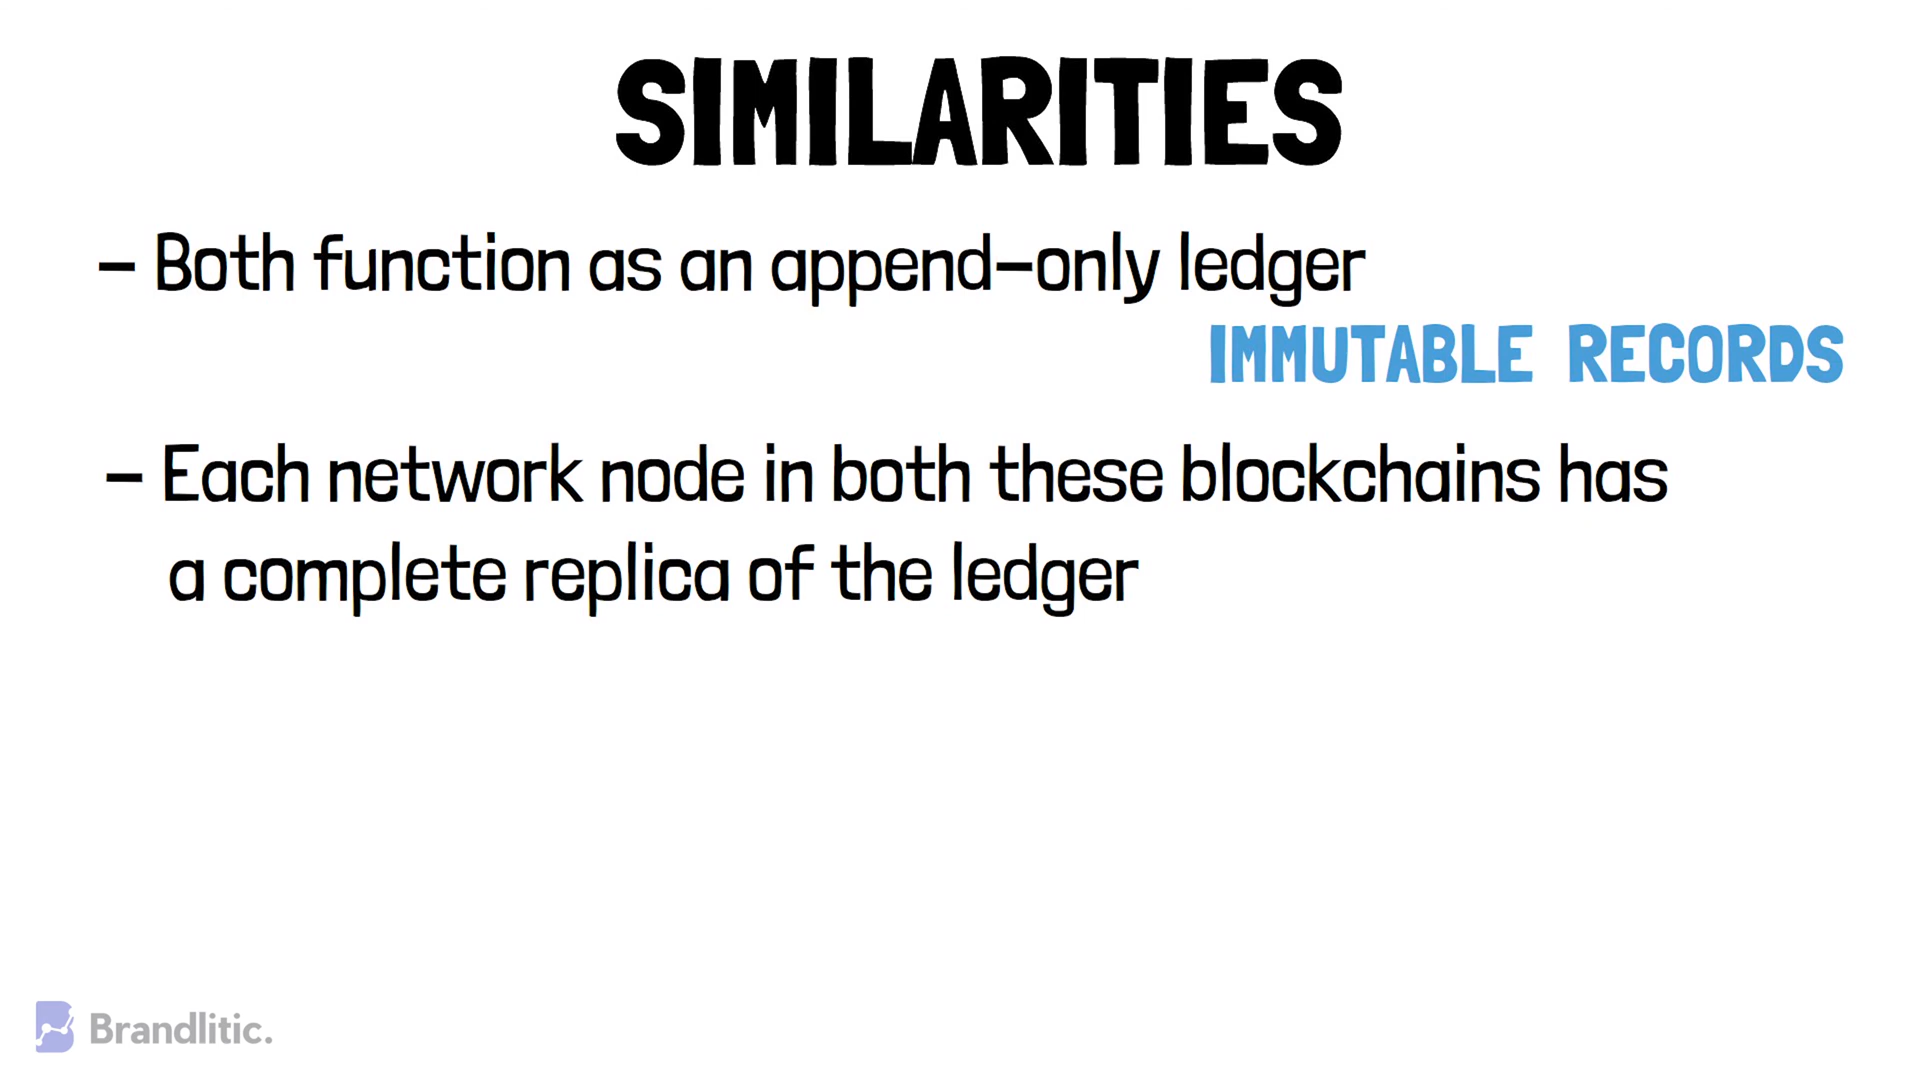 SIMILARITIES
- Both function as an append-only ledger
IMMUTABLE RECORDS
- Each network node in both these blockchains has
a complete replica of the ledger
Brandlitic.